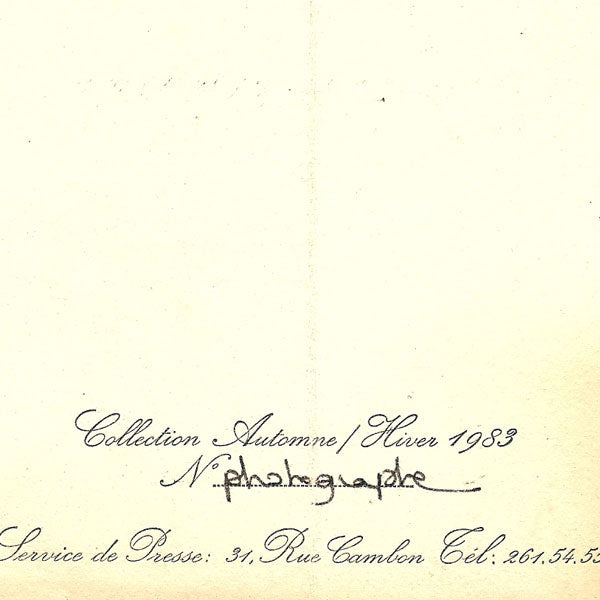 Collection Automne/Hiver 1983
N° photographe
Service de Presse: 31, Rue Cambon Tél: 261.54.55